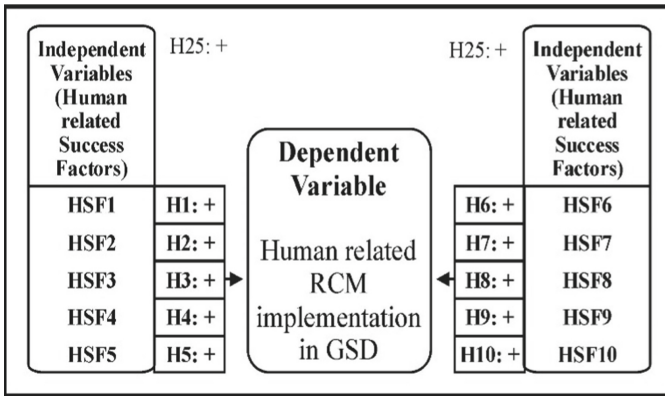 Independent
Variables
(Human
related
Success
Factors)
H25: +
HSF1 H1: +
HSF2 H2: +
HSF3 H3: +
HSF4 H4: +
HSF5 H5: +
Dependent
Variable
Human related
RCM
implementation
in GSD
H25: +
Independent
Variables
(Human
related
Success
Factors)
H6: + HSF6
H7: + HSF7
H8: + HSF8
H9: + HSF9
H10: + HSF10